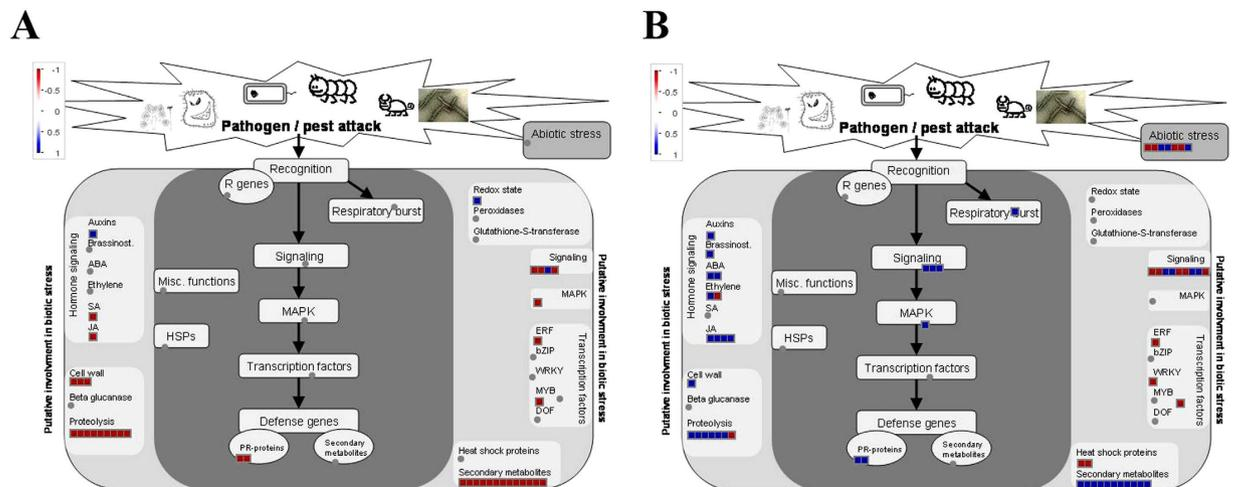 A
-1
-0.5
0
0.5
1
Pathogen / pest attack
Abiotic stress
Recognition
R genes
Respiratory burst
Redox state
Peroxidases
Glutathione-S-transferase
Hormone signaling
Auxins
Brassinost.
ABA
Ethylene
SA
JA
Signaling
Signaling
Misc. functions
MAPK
MAPK
HSPs
ERF
bZIP
WRKY
MYB
DOF
Transcription factors
Transcription factors
Cell wall
Beta glucanase
Proteolysis
Defense genes
PR-proteins
Secondary
metabolites
Heat shock proteins
Secondary metabolites
Putative involvment in biotic stress
Putative involvment in biotic stress
B
-1
-0.5
0
0.5
1
Pathogen / pest attack
Abiotic stress
Recognition
R genes
Respiratory burst
Redox state
Peroxidases
Glutathione-S-transferase
Hormone signaling
Auxins
Brassinost.
ABA
Ethylene
SA
JA
Signaling
Signaling
Misc. functions
MAPK
MAPK
HSPs
ERF
bZIP
WRKY
MYB
DOF
Transcription factors
Transcription factors
Cell wall
Beta glucanase
Proteolysis
Defense genes
PR-proteins
Secondary
metabolites
Heat shock proteins
Secondary metabolites
Putative involvment in biotic stress
Putative involvment in biotic stress